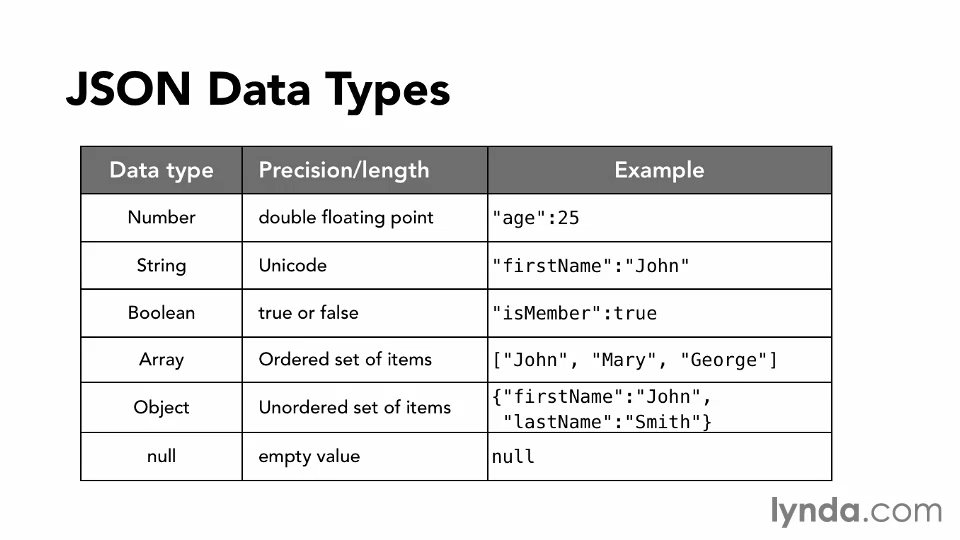 JSON Data Types
Data type Precision/length Example
Number double floating point "age":25
String Unicode "firstName":"John"
Boolean true or false "isMember":true
Array Ordered set of items ["John", "Mary", "George"]
Object Unordered set of items {"firstName":"John",
"lastName":"Smith"}
null empty value null
lynda.com